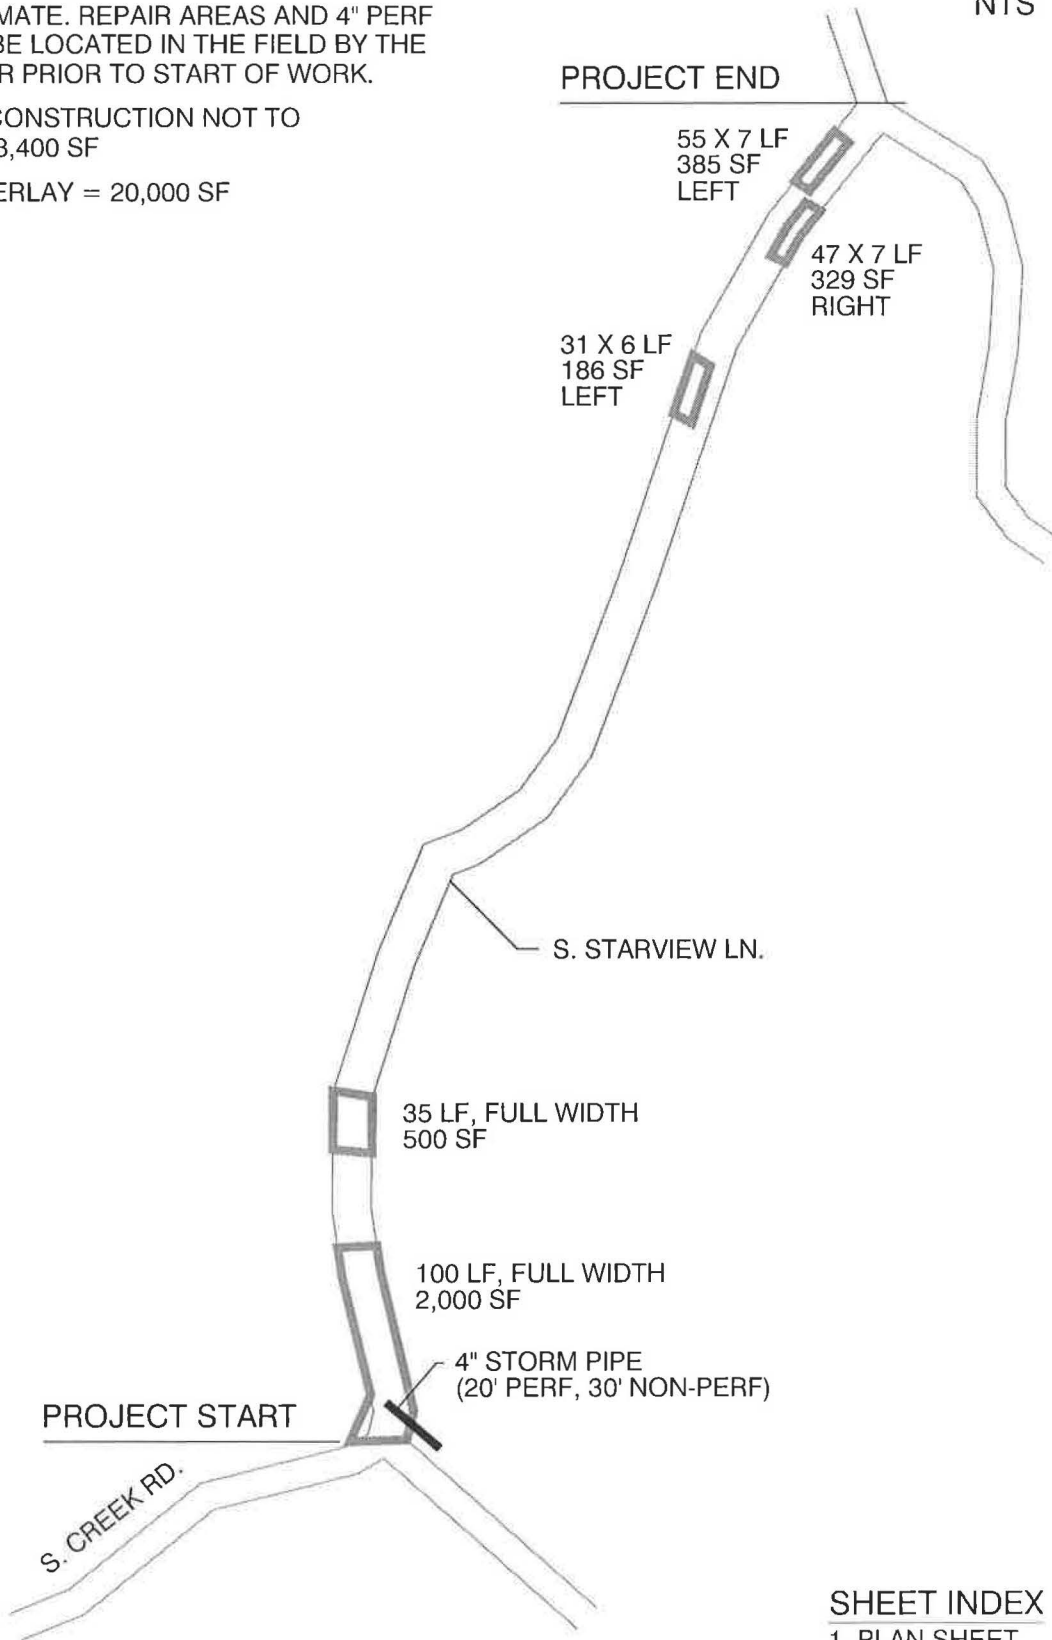 MATE. REPAIR AREAS AND 4" PERF
BE LOCATED IN THE FIELD BY THE
R PRIOR TO START OF WORK.
CONSTRUCTION NOT TO
3,400 SF
ERLAY = 20,000 SF
NTS
PROJECT END
55 X 7 LF
385 SF
LEFT
47 X 7 LF
329 SF
RIGHT
31 X 6 LF
186 SF
LEFT
S. STARVIEW LN.
35 LF, FULL WIDTH
500 SF
100 LF, FULL WIDTH
2,000 SF
4" STORM PIPE
(20' PERF, 30' NON-PERF)
PROJECT START
S. CREEK RD.
SHEET INDEX
1. PLAN SHEET